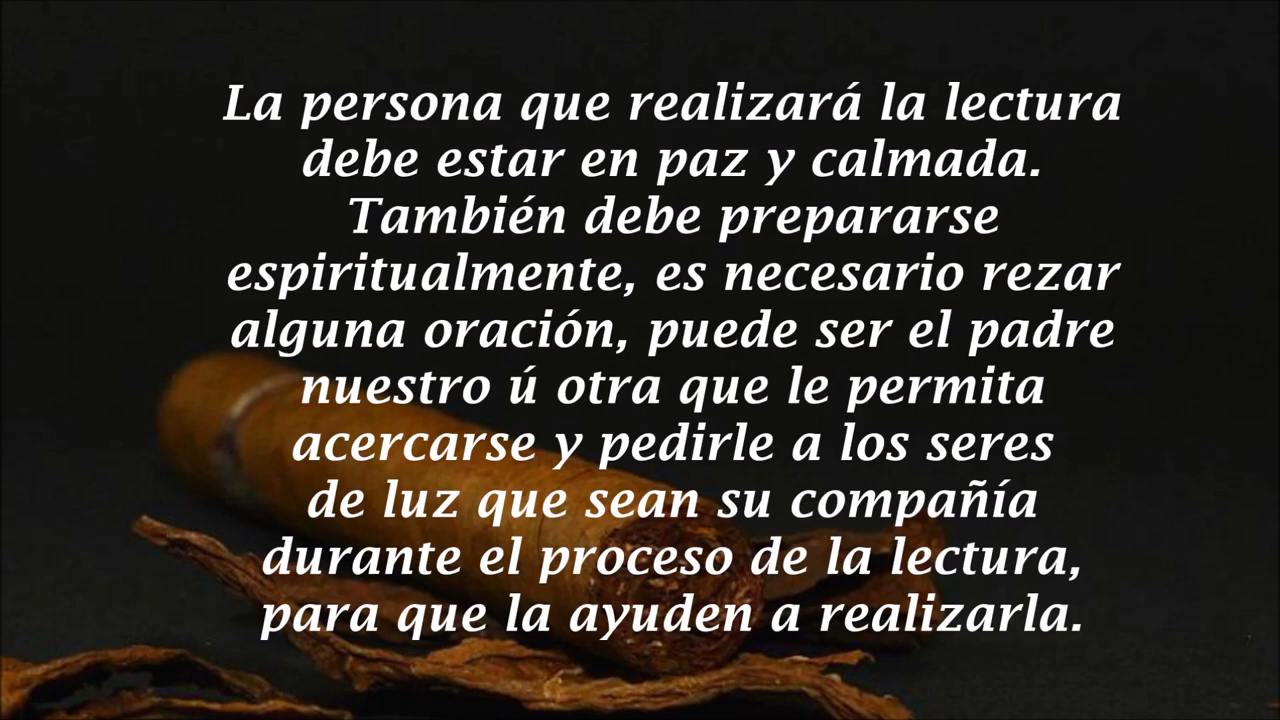 La persona que realizará la lectura
debe estar en paz y calmada.
También debe prepararse
espiritualmente, es necesario rezar
alguna oración, puede ser el padre
nuestro ú otra que le permita
acercarse y pedirle a los seres
de luz que sean su compañía
durante el proceso de la lectura,
para que la ayuden a realizarla.